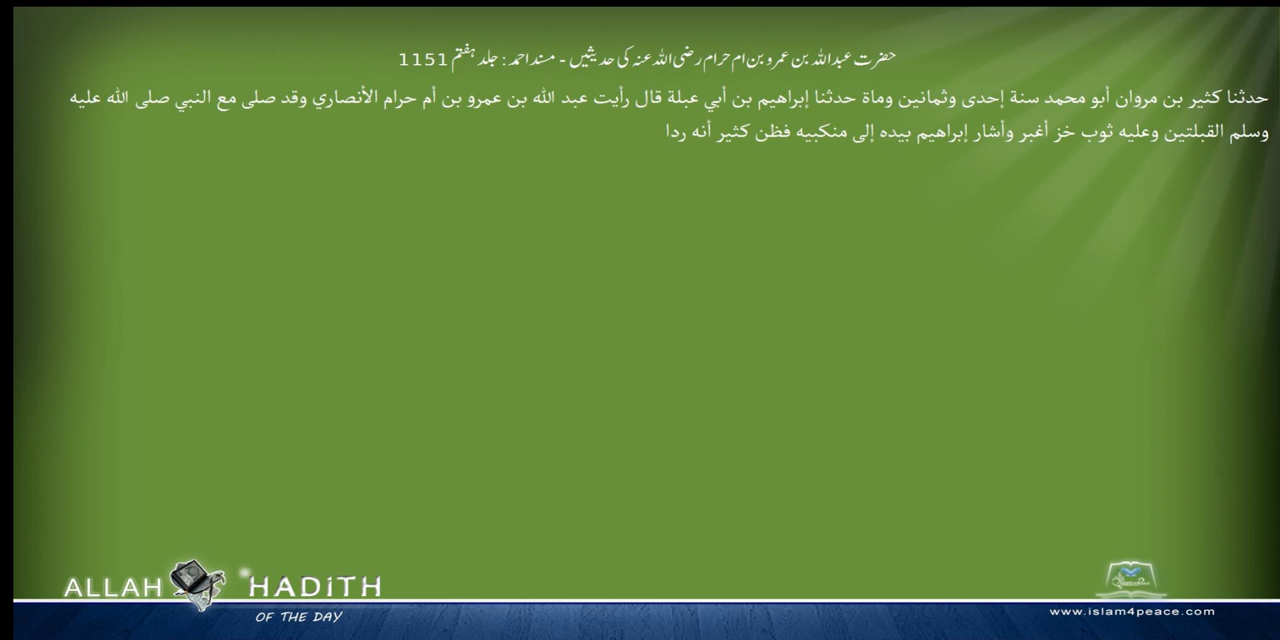 حضرت عبداللہ بن عمرو بن ام حرام رضی اللہ عنہ کی حدیثیں - مسند احمد : جلد ہفتم 1151
حدثنا كثير بن مروان أبو محمد سنة إحدى وثمانين وماة حدثنا إبراهيم بن أبي عبلة قال رأيت عبد الله بن عمرو بن أم حرام الأنصاري وقد صلى مع النبي صلى الله عليه
وسلم القبلتين وعليه ثوب خز أغبر وأشار إبراهيم بيده إلى منكبيه فظن كثير أنه ردا
ALLAH HADITH
OF THE DAY
www.islam4peace.com